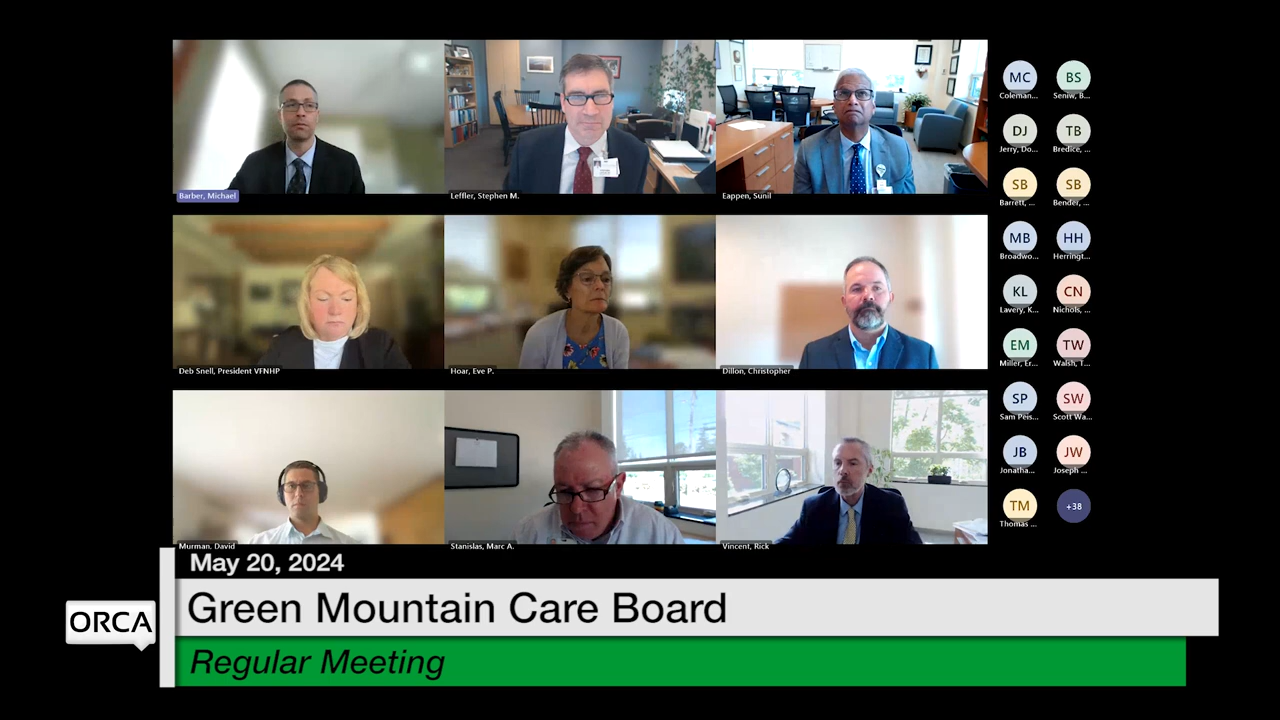 MC
BS
Coleman...
Seniw, B...
DJ
TB
Jerry, Do...
Bredice, ...
Barber, Michael
Leffler, Stephen M.
Eappen, Sunil
SB
SB
Barrett, ...
Bender, ...
MB
HH
Broadwo...
Herringt...
KL
CN
Lavery, K...
Nichols, ...
EM
TW
Miller, Er...
Walsh, T...
Deb Snell, President VFNHP
Hoar, Eve P.
Dillon, Christopher
SP
SW
Sam Peis...
Scott Wa...
JB
JW
Jonatha...
Joseph ...
TM
+38
Thomas ...
Murman, David
Stanislas, Marc A.
Vincent, Rick
May 20, 2024
ORCA
Green Mountain Care Board
Regular Meeting